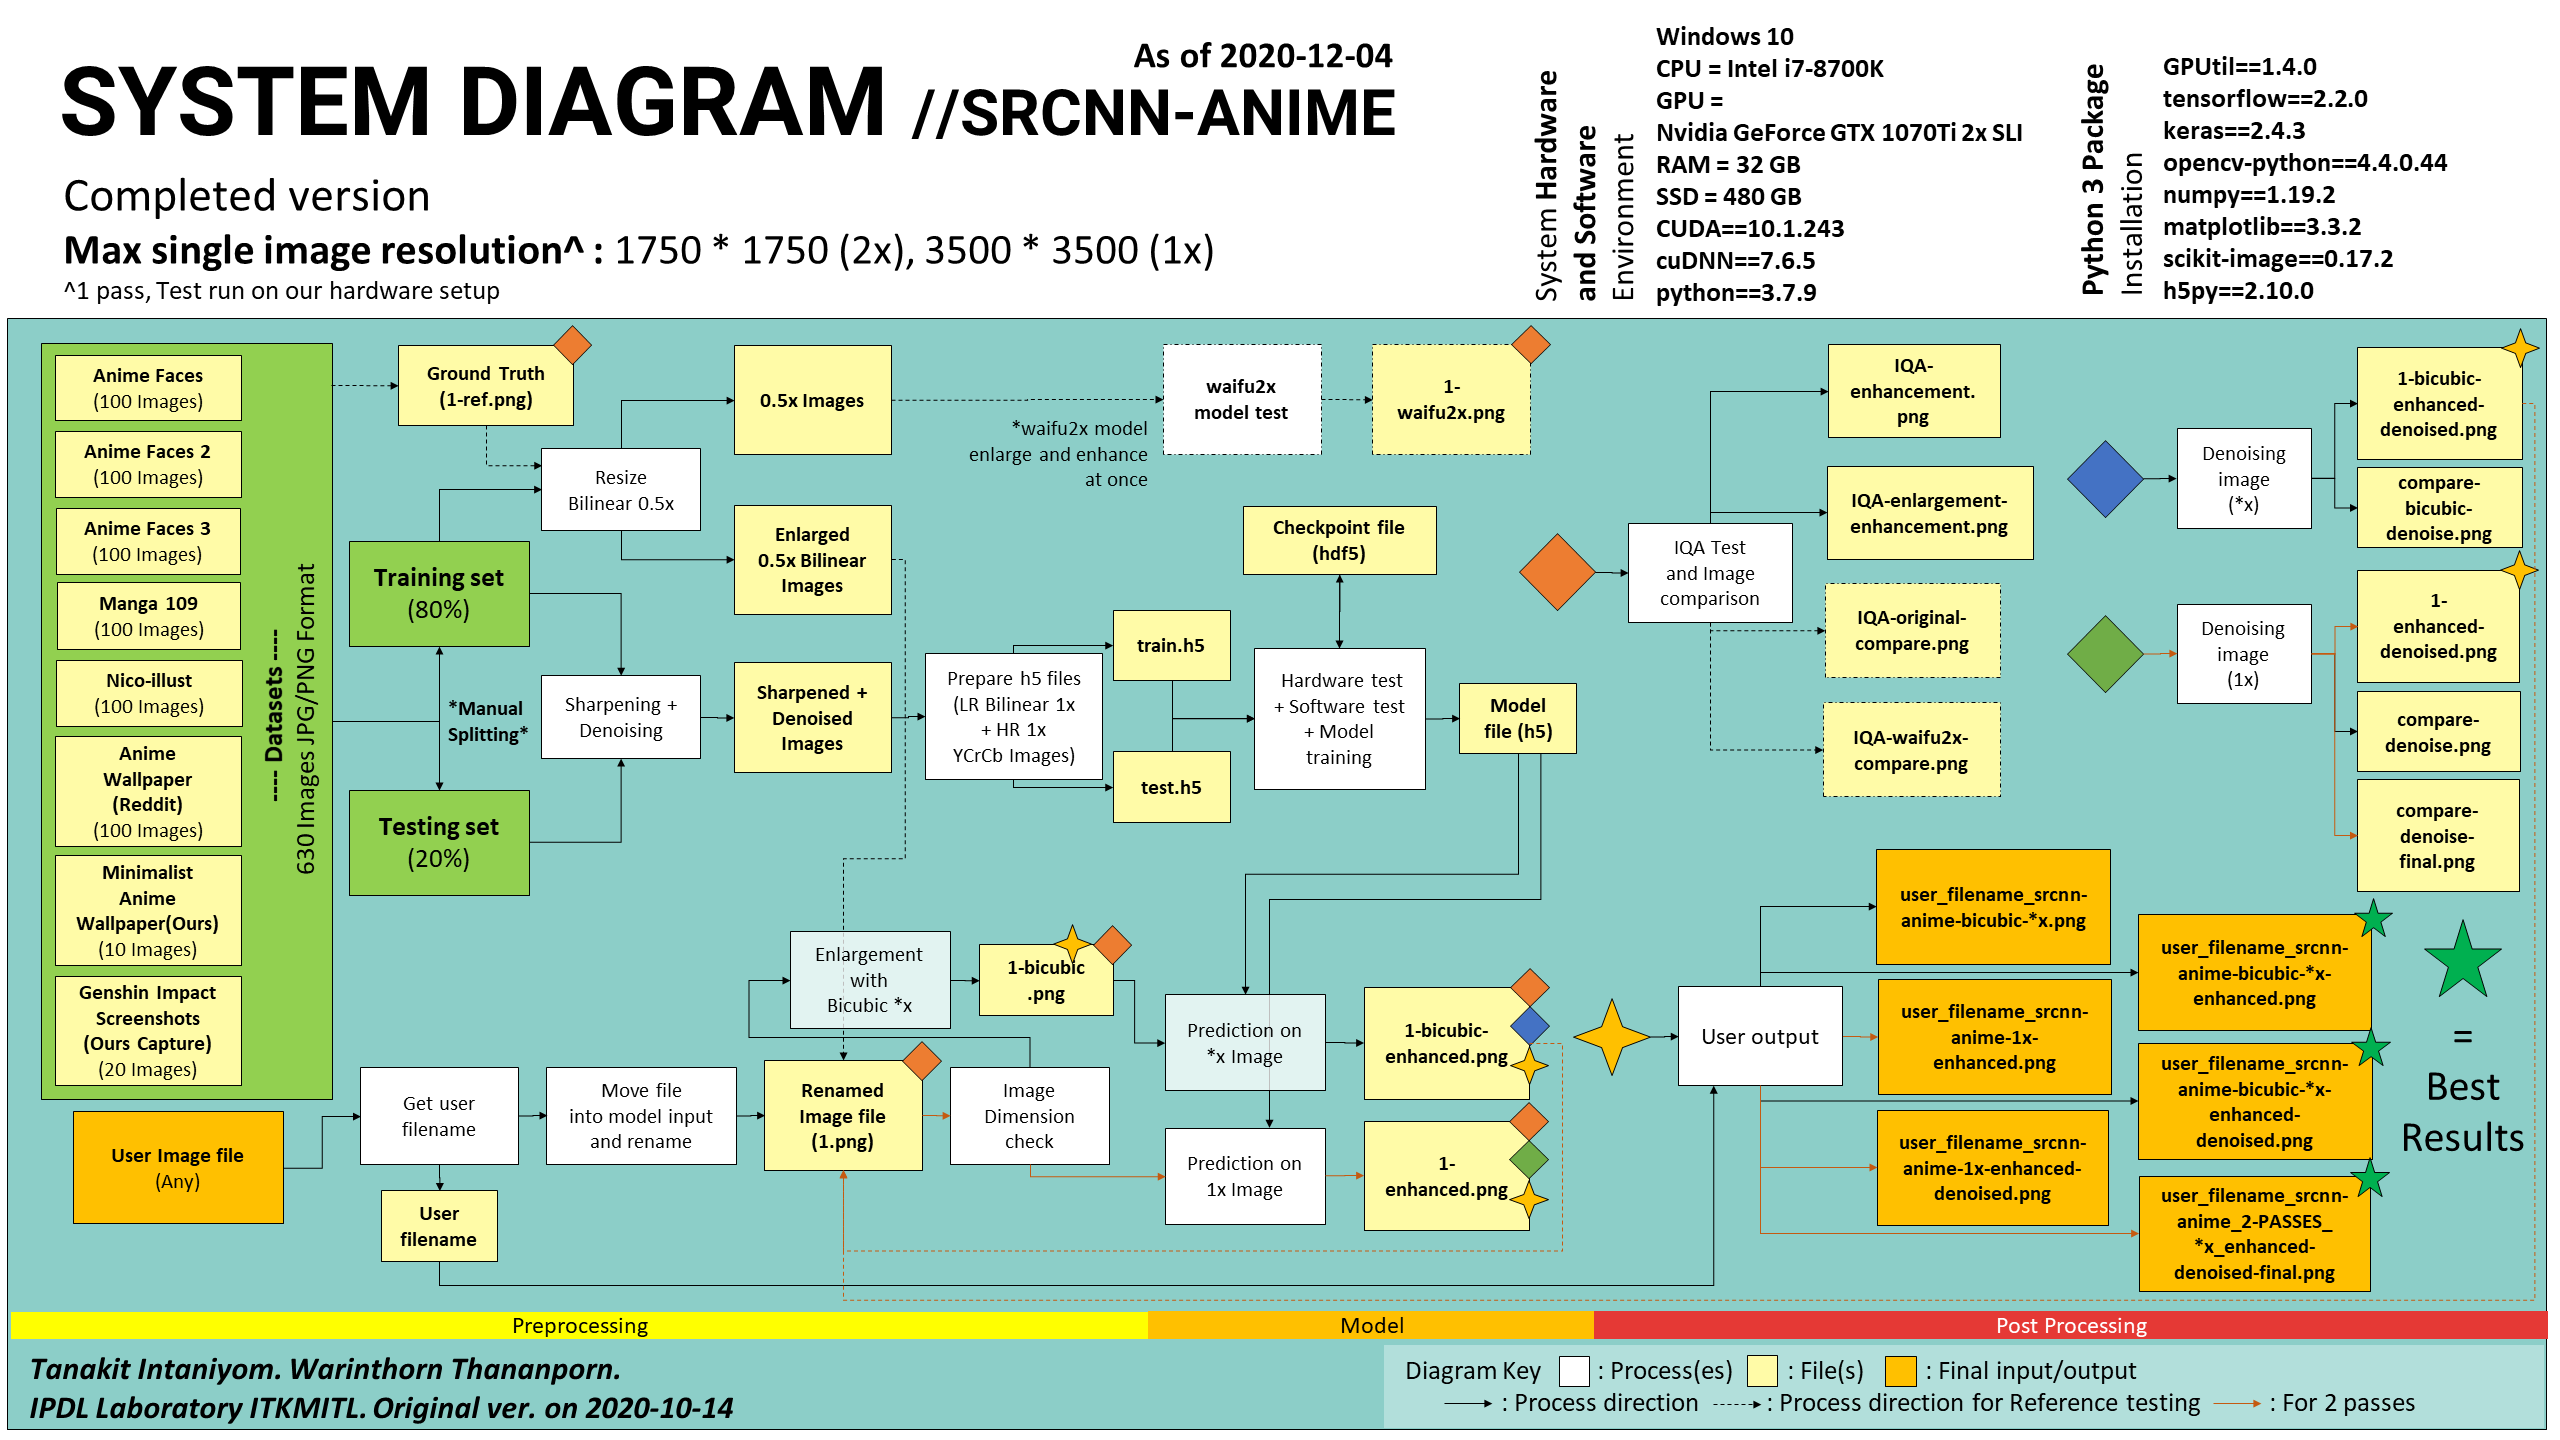 SYSTEM DIAGRAM //SRCNN-ANIME
As of 2020-12-04
Completed version
Max single image resolution^ : 1750 * 1750 (2x), 3500 * 3500 (1x)
^1 pass, Test run on our hardware setup
System Hardware
and Software
Environment
Windows 10
CPU = Intel i7-8700K
GPU =
Nvidia GeForce GTX 1070Ti 2x SLI
RAM = 32 GB
SSD = 480 GB
CUDA==10.1.243
cuDNN==7.6.5
python==3.7.9
Python 3 Package
Installation
GPUtil==1.4.0
tensorflow==2.2.0
keras==2.4.3
opencv-python==4.4.0.44
numpy==1.19.2
matplotlib==3.3.2
scikit-image==0.17.2
h5py==2.10.0
Anime Faces
(100 Images)
Anime Faces 2
(100 Images)
Anime Faces 3
(100 Images)
Manga 109
(100 Images)
Nico-illust
(100 Images)
Anime
Wallpaper
(Reddit)
(100 Images)
Minimalist
Anime
Wallpaper(Ours)
(10 Images)
Genshin Impact
Screenshots
(Ours Capture)
(20 Images)
---- Datasets ----
630 Images JPG/PNG Format
Ground Truth
(1-ref.png)
Training set
(80%)
*Manual
Splitting*
Testing set
(20%)
Resize
Bilinear 0.5x
Sharpening +
Denoising
0.5x Images
Enlarged
0.5x Bilinear
Images
Sharpened +
Denoised
Images
*waifu2x model
enlarge and enhance
at once
waifu2x
model test
1-
waifu2x.png
Prepare h5 files
(LR Bilinear 1x
+ HR 1x
YCrCb Images)
train.h5
test.h5
Checkpoint file
(hdf5)
Hardware test
+ Software test
+ Model
training
Model
file (h5)
IQA Test
and Image
comparison
IQA-
enhancement.
png
IQA-enlargement-
enhancement.png
IQA-original-
compare.png
IQA-waifu2x-
compare.png
Denoising
image
(*x)
1-bicubic-
enhanced-
denoised.png
compare-
bicubic-
denoise.png
Denoising
image
(1x)
1-
enhanced-
denoised.png
compare-
denoise.png
compare-
denoise-
final.png
User Image file
(Any)
Get user
filename
User
filename
Move file
into model input
and rename
Renamed
Image file
(1.png)
Enlargement
with
Bicubic *x
1-bicubic
.png
Image
Dimension
check
Prediction on
*x Image
Prediction on
1x Image
1-bicubic-
enhanced.png
1-
enhanced.png
User output
user_filename_srcnn-
anime-bicubic-*x.png
user_filename_srcnn-
anime-1x-
enhanced.png
user_filename_srcnn-
anime-1x-enhanced-
denoised.png
user_filename_srcnn-
anime-bicubic-*x-
enhanced.png
user_filename_srcnn-
anime-bicubic-*x-
enhanced-
denoised.png
user_filename_srcnn-
anime_2-PASSES_
*x_enhanced-
denoised-final.png
=
Best
Results
Preprocessing
Model
Post Processing
Tanakit Intaniyom. Warinthorn Thananporn.
IPDL Laboratory ITKMITL. Original ver. on 2020-10-14
Diagram Key : Process(es) : File(s) : Final input/output
: Process direction : Process direction for Reference testing : For 2 passes